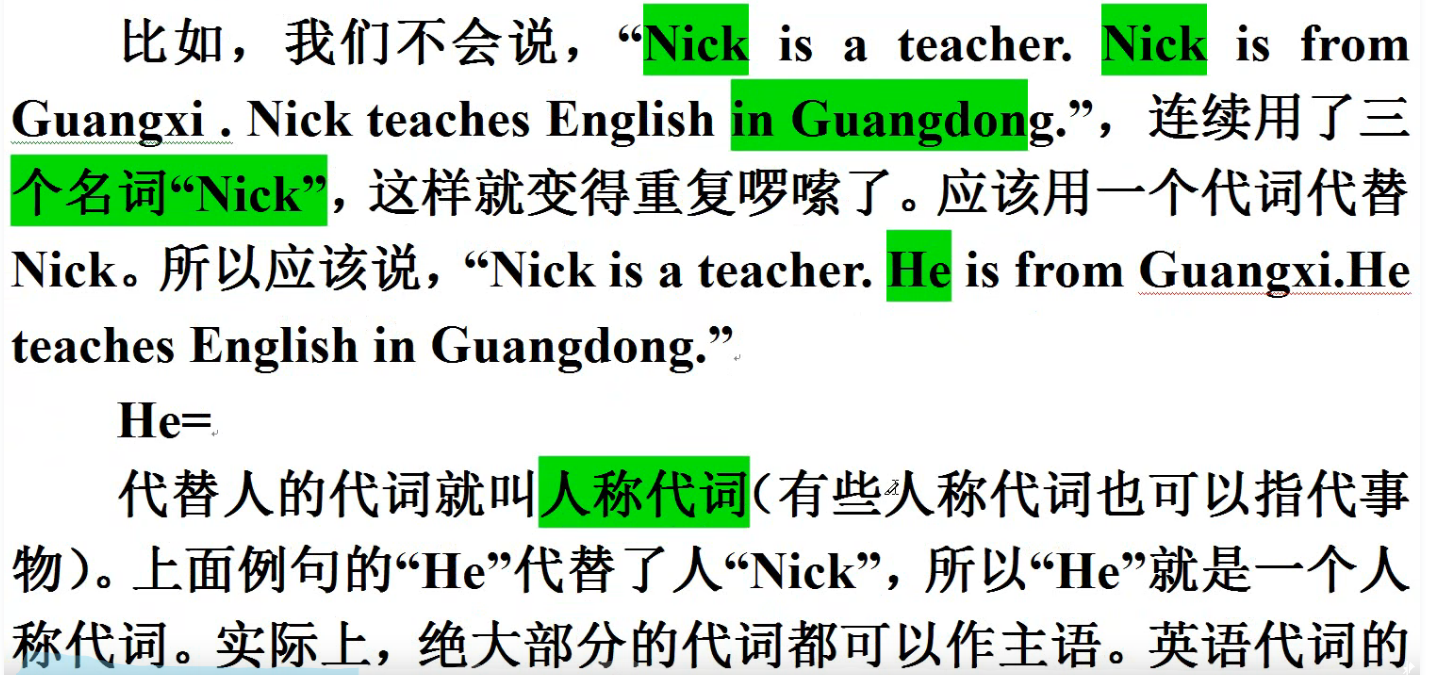 比如，我们不会说，“Nick is a teacher. Nick is from
Guangxi . Nick teaches English in Guangdong.”，连续用了三
个名词“Nick”，这样就变得重复啰嗦了。应该用一个代词代替
Nick。所以应该说，“Nick is a teacher. He is from Guangxi.He
teaches English in Guangdong.”
He=
代替人的代词就叫人称代词（有些人称代词也可以指代事
物）。上面例句的“He”代替了人“Nick”，所以“He”就是一个人
称代词。实际上，绝大部分的代词都可以作主语。英语代词的